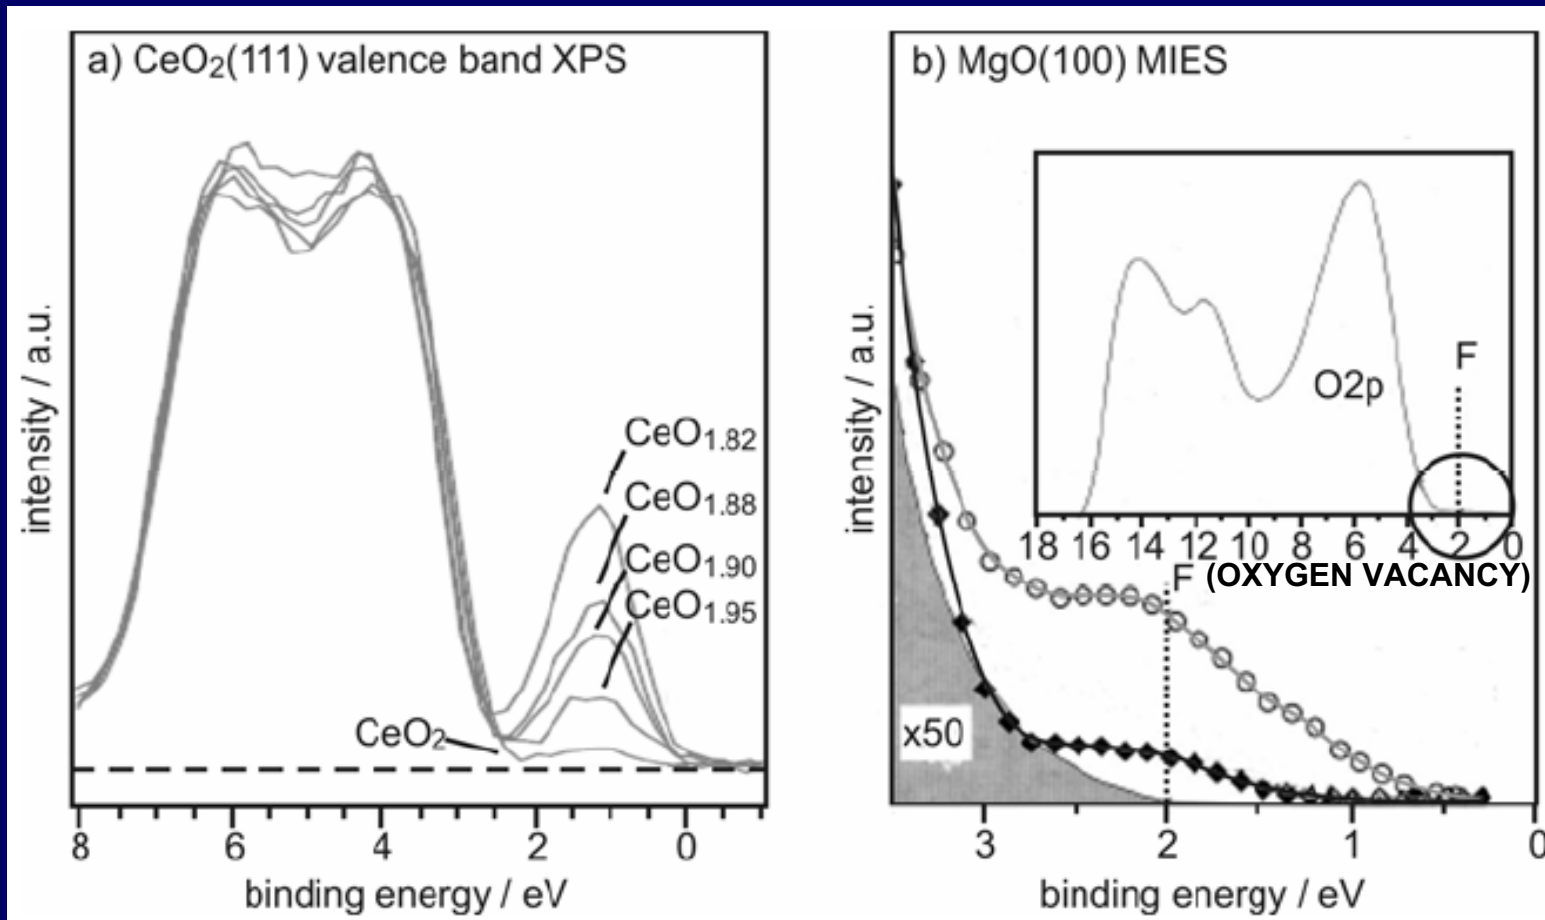 a) CeO2(111) valence band XPS
intensity / a.u.
CeO1.82
CeO1.88
CeO1.90
CeO1.95
CeO2
8 6 4 2 0
binding energy / eV
b) MgO(100) MIES
intensity / a.u.
F
O2p
18 16 14 12 10 8 6 4 2 0
F (OXYGEN VACANCY)
x50
3 2 1 0
binding energy / eV